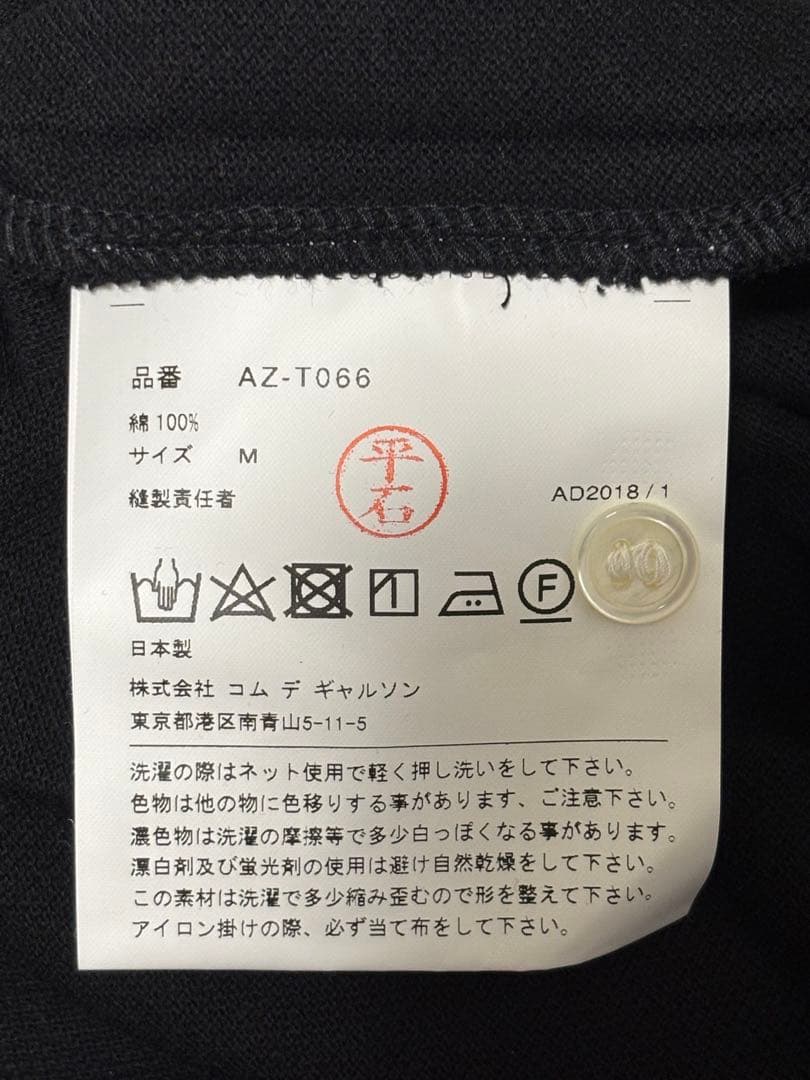 品番 AZ-T066
綿 100%
サイズ M
縫製責任者
平石
AD2018/1
F
日本製
株式会社 コム デ ギャルソン
東京都港区南青山5-11-5
洗濯の際はネット使用で軽く押し洗いをして下さい。
色物は他の物に色移りする事があります、ご注意下さい。
濃色物は洗濯の摩擦等で多少白っぽくなる事があります。
漂白剤及び蛍光剤の使用は避け自然乾燥をして下さい。
この素材は洗濯で多少縮み歪むので形を整えて下さい。
アイロン掛けの際、必ず当て布をして下さい。